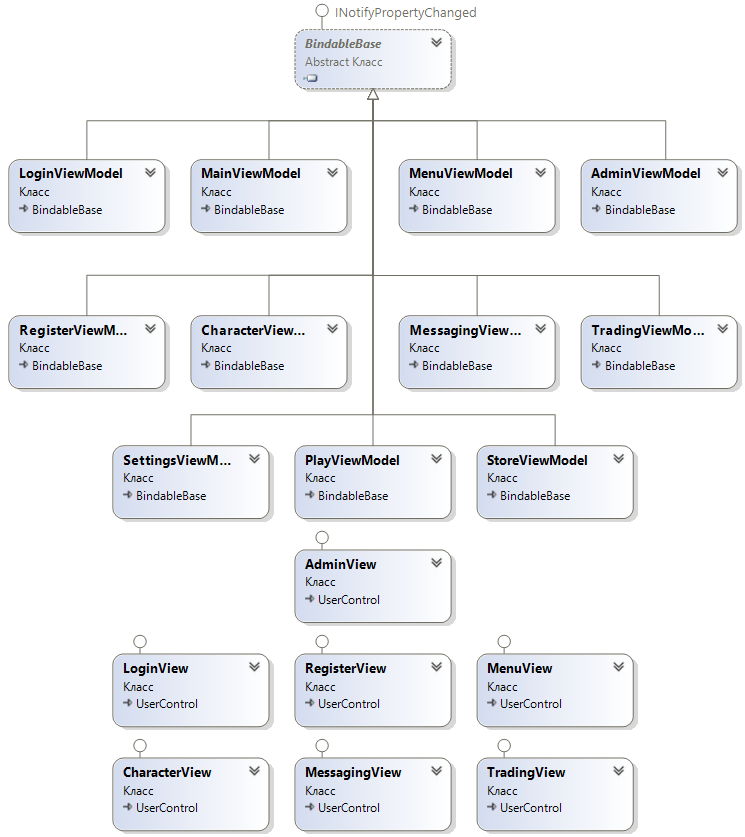 INotifyPropertyChanged
BindableBase
Abstract Класс
LoginViewModel
Класс
BindableBase
MainViewModel
Класс
BindableBase
MenuViewModel
Класс
BindableBase
AdminViewModel
Класс
BindableBase
RegisterViewM...
Класс
BindableBase
CharacterView...
Класс
BindableBase
MessagingView...
Класс
BindableBase
TradingViewMo...
Класс
BindableBase
SettingsViewM...
Класс
BindableBase
PlayViewModel
Класс
BindableBase
StoreViewModel
Класс
BindableBase
AdminView
Класс
UserControl
LoginView
Класс
UserControl
RegisterView
Класс
UserControl
MenuView
Класс
UserControl
CharacterView
Класс
UserControl
MessagingView
Класс
UserControl
TradingView
Класс
UserControl